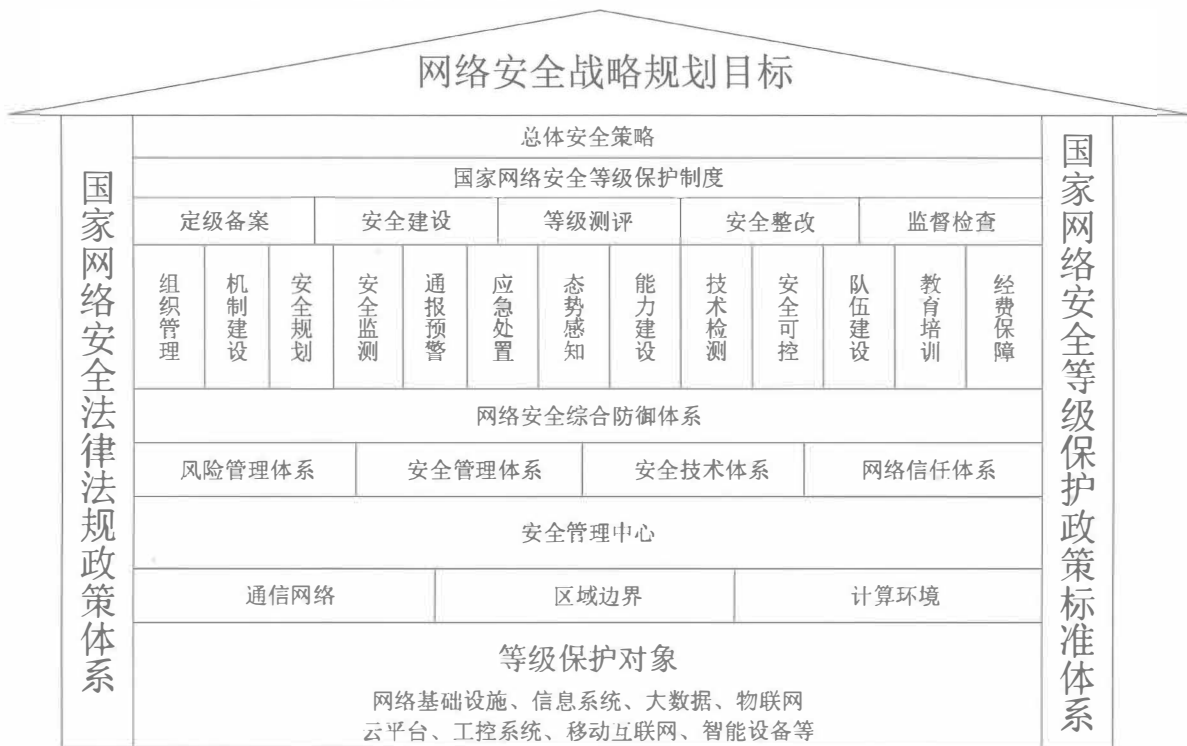 网络安全战略规划目标
国家网络安全法律法规政策体系
总体安全策略
国家网络安全等级保护制度
定级备案 安全建设 等级测评 安全整改 监督检查
组织管理 机制建设 安全规划 安全监测 通报预警 应急处置 态势感知 能力建设 技术检测 安全可控 队伍建设 教育培训 经费保障
网络安全综合防御体系
风险管理体系 安全管理体系 安全技术体系 网络信任体系
安全管理中心
通信网络 区域边界 计算环境
等级保护对象
网络基础设施、信息系统、大数据、物联网
云平台、工控系统、移动互联网、智能设备等
国家网络安全等级保护政策标准体系